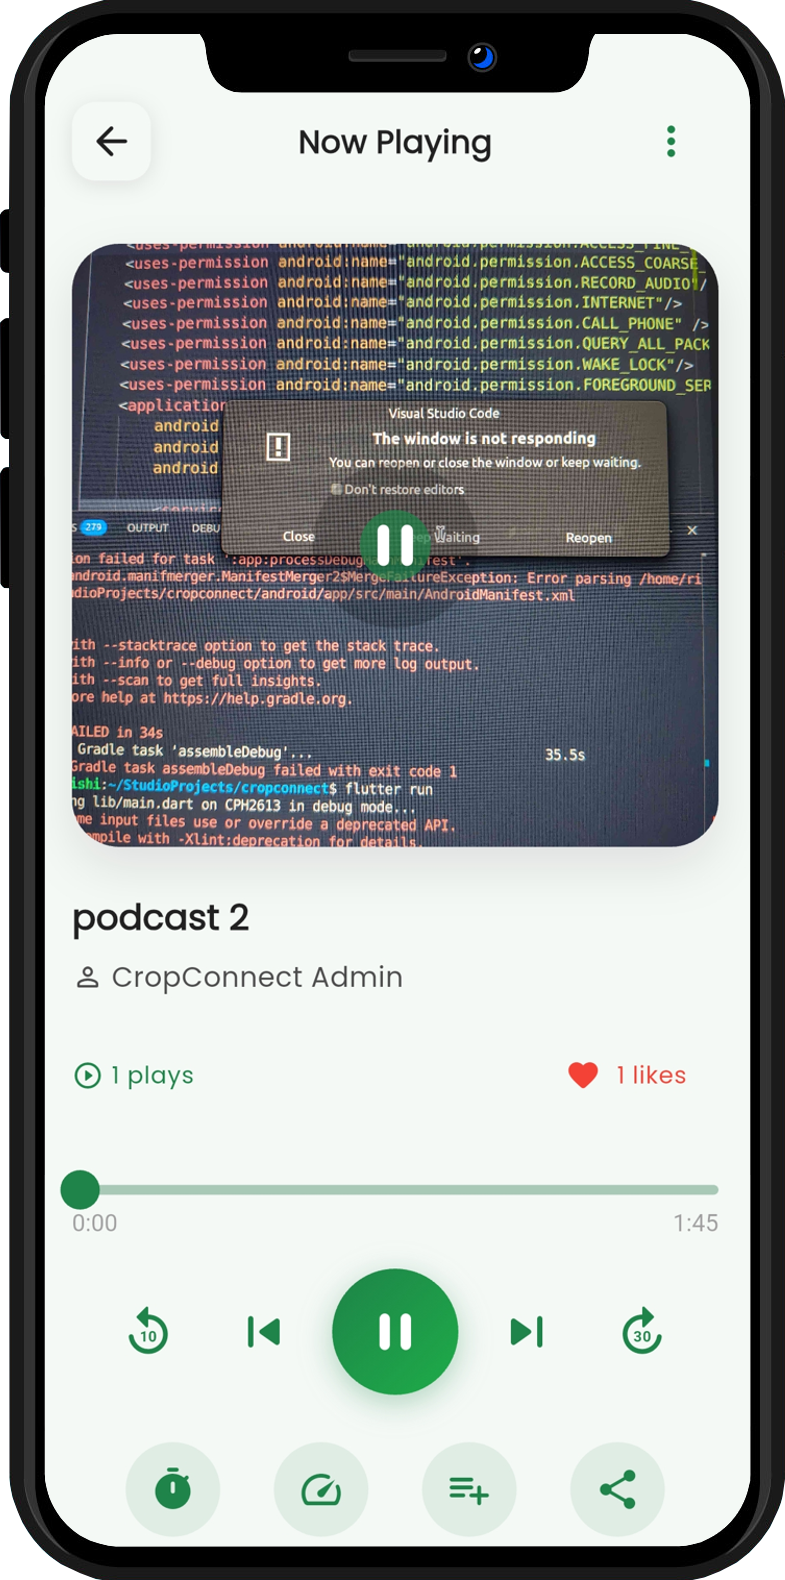 Now Playing
<uses-permission android:name="android.permission.ACCESS_FINE_
<uses-permission android:name="android.permission.ACCESS_COARSE_
<uses-permission android:name="android.permission.RECORD_AUDIO"/
<uses-permission android:name="android.permission.INTERNET"/>
<uses-permission android:name="android.permission.CALL_PHONE" />
<uses-permission android:name="android.permission.QUERY_ALL_PACK
<uses-permission android:name="android.permission.WAKE_LOCK"/>
<uses-permission android:name="android.permission.FOREGROUND_SER
<application
android
android
android
Visual Studio Code
The window is not responding
You can reopen or close the window or keep waiting.
Don't restore editors
Close
Waiting
Reopen
S 279 OUTPUT DEBU
ion failed for task ':app:processDebug
android.manifmerger.ManifestMerger2$MergeFailureException: Error parsing /home/ri
dioProjects/cropconnect/android/app/src/main/AndroidManifest.xml
ith --stacktrace option to get the stack trace.
ith --info or --debug option to get more log output.
ith --scan to get full insights.
ore help at https://help.gradle.org.
AILED in 34s
Gradle task 'assembleDebug'... 35.5s
Gradle task assembleDebug failed with exit code 1
ishi:~/StudioProjects/cropconnect$ flutter run
ng lib/main.dart on CPH2613 in debug mode...
me input files use or override a deprecated API.
ompile with -Xlint:deprecation for details.
podcast 2
CropConnect Admin
1 plays
1 likes
0:00
1:45
10
30